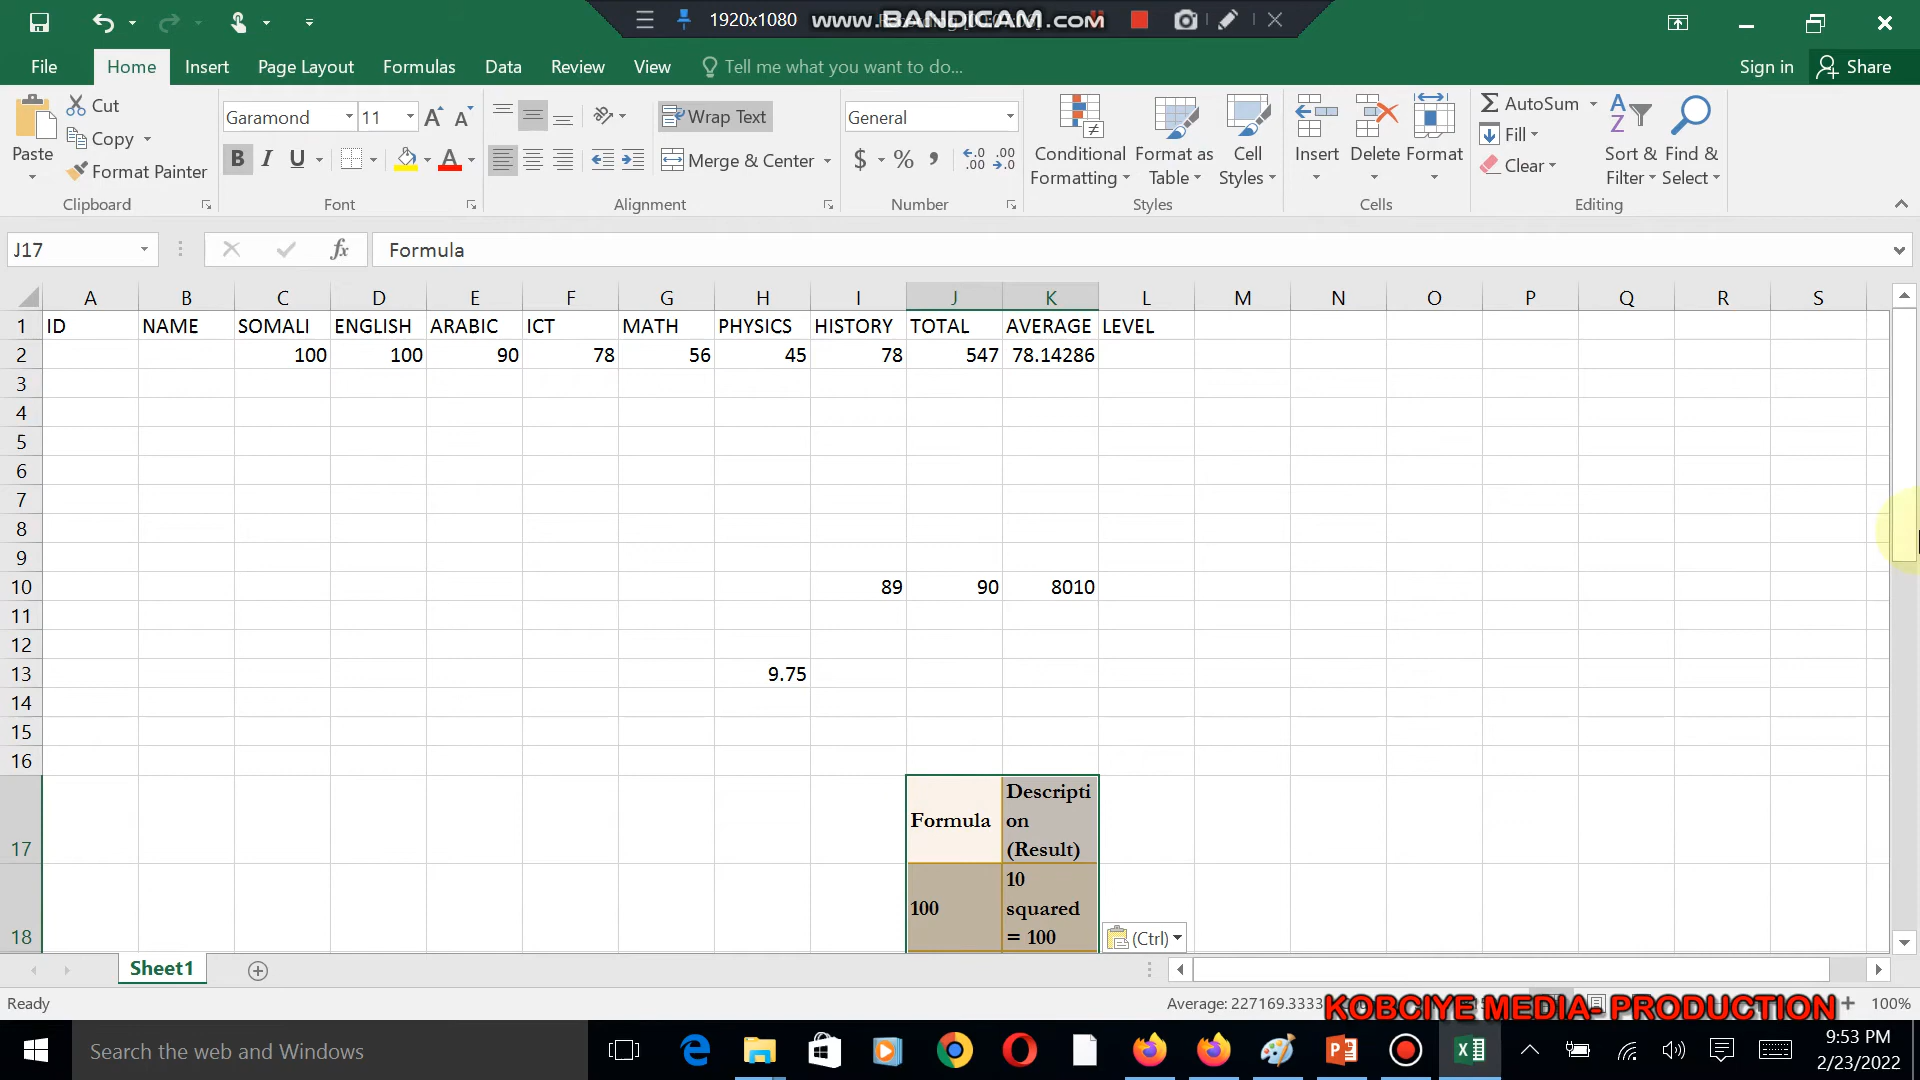 1920x1080 www.BANDICAM.com
File Home Insert Page Layout Formulas Data Review View Tell me what you want to do... Sign in Share
Paste Cut Copy Format Painter Clipboard
Garamond 11 B I U A Font
Wrap Text Merge & Center Alignment
General $ % Number
Conditional Formatting Format as Table Cell Styles Styles
Insert Delete Format Cells
AutoSum Fill Clear Sort & Filter Find & Select Editing
J17 fx Formula
A B C D E F G H I J K L M N O P Q R S
1 ID NAME SOMALI ENGLISH ARABIC ICT MATH PHYSICS HISTORY TOTAL AVERAGE LEVEL
2 100 100 90 78 56 45 78 547 78.14286
3
4
5
6
7
8
9
10 89 90 8010
11
12
13 9.75
14
15
16
17 Formula Descripti on (Result)
18 100 10 squared = 100
(Ctrl)
Sheet1
Ready Average: 227169.3333 100%
KOBCIYE MEDIA- PRODUCTION
Search the web and Windows
9:53 PM
2/23/2022